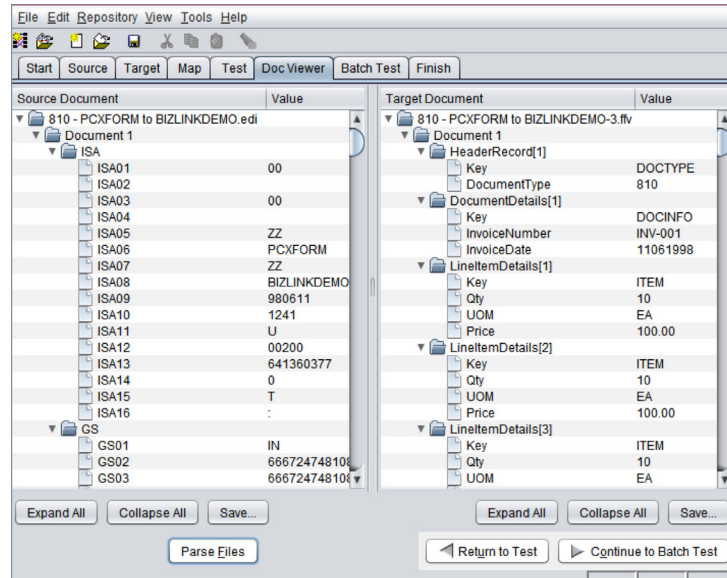 File Edit Repository View Tools Help
Start Source Target Map Test Doc Viewer Batch Test Finish
Source Document Value
810 - PCXFORM to BIZLINKDEMO.edi
Document 1
ISA
ISA01 00
ISA02
ISA03 00
ISA04
ISA05 ZZ
ISA06 PCXFORM
ISA07 ZZ
ISA08 BIZLINKDEMO
ISA09 980611
ISA10 1241
ISA11 U
ISA12 00200
ISA13 641360377
ISA14 0
ISA15 T
ISA16 :
GS
GS01 IN
GS02 666724748108
GS03 666724748108
Expand All Collapse All Save...
Parse Files
Target Document Value
810 - PCXFORM to BIZLINKDEMO-3.ffv
Document 1
HeaderRecord[1]
Key DOCTYPE
DocumentType 810
DocumentDetails[1]
Key DOCINFO
InvoiceNumber INV-001
InvoiceDate 11061998
LineItemDetails[1]
Key ITEM
Qty 10
UOM EA
Price 100.00
LineItemDetails[2]
Key ITEM
Qty 10
UOM EA
Price 100.00
LineItemDetails[3]
Key ITEM
Qty 10
UOM EA
Expand All Collapse All Save...
Return to Test Continue to Batch Test